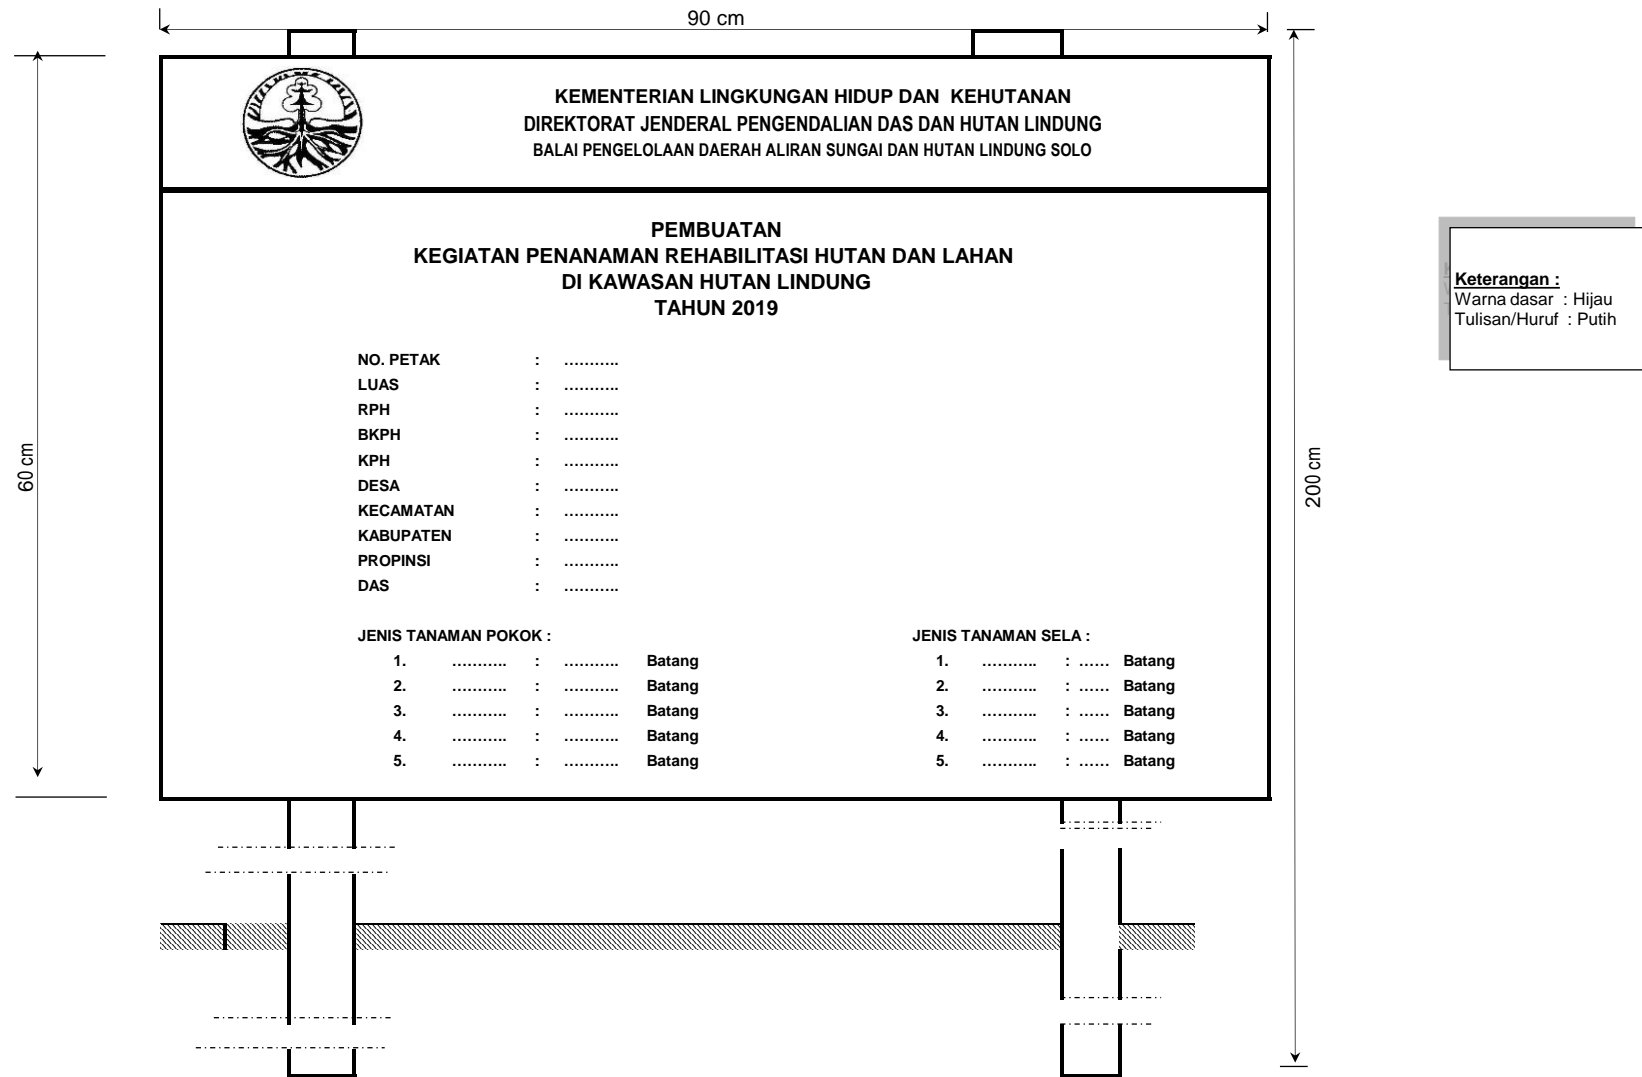 90 cm
KEMENTERIAN LINGKUNGAN HIDUP DAN KEHUTANAN
DIREKTORAT JENDERAL PENGENDALIAN DAS DAN HUTAN LINDUNG
BALAI PENGELOLAAN DAERAH ALIRAN SUNGAI DAN HUTAN LINDUNG SOLO
PEMBUATAN
KEGIATAN PENANAMAN REHABILITASI HUTAN DAN LAHAN
DI KAWASAN HUTAN LINDUNG
TAHUN 2019
NO. PETAK : ...........
LUAS : ...........
RPH : ...........
BKPH : ...........
KPH : ...........
DESA : ...........
KECAMATAN : ...........
KABUPATEN : ...........
PROPINSI : ...........
DAS : ...........
JENIS TANAMAN POKOK :
1. ........... : ........... Batang
2. ........... : ........... Batang
3. ........... : ........... Batang
4. ........... : ........... Batang
5. ........... : ........... Batang
JENIS TANAMAN SELA :
1. ........... : ...... Batang
2. ........... : ...... Batang
3. ........... : ...... Batang
4. ........... : ...... Batang
5. ........... : ...... Batang
60 cm
200 cm
Keterangan :
Warna dasar : Hijau
Tulisan/Huruf : Putih